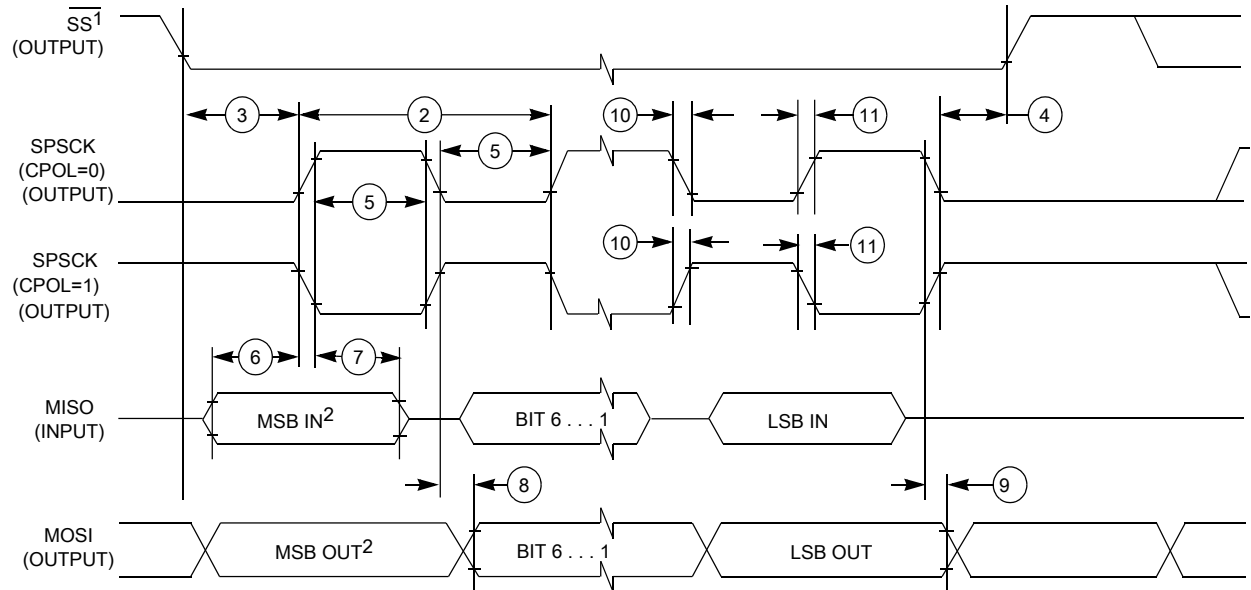 SS1
(OUTPUT)
3
2
10
11
4
SPSCK
(CPOL=0)
(OUTPUT)
5
5
SPSCK
(CPOL=1)
(OUTPUT)
10
11
6
7
MISO
(INPUT)
MSB IN2
BIT 6 . . . 1
LSB IN
8
9
MOSI
(OUTPUT)
MSB OUT2
BIT 6 . . . 1
LSB OUT